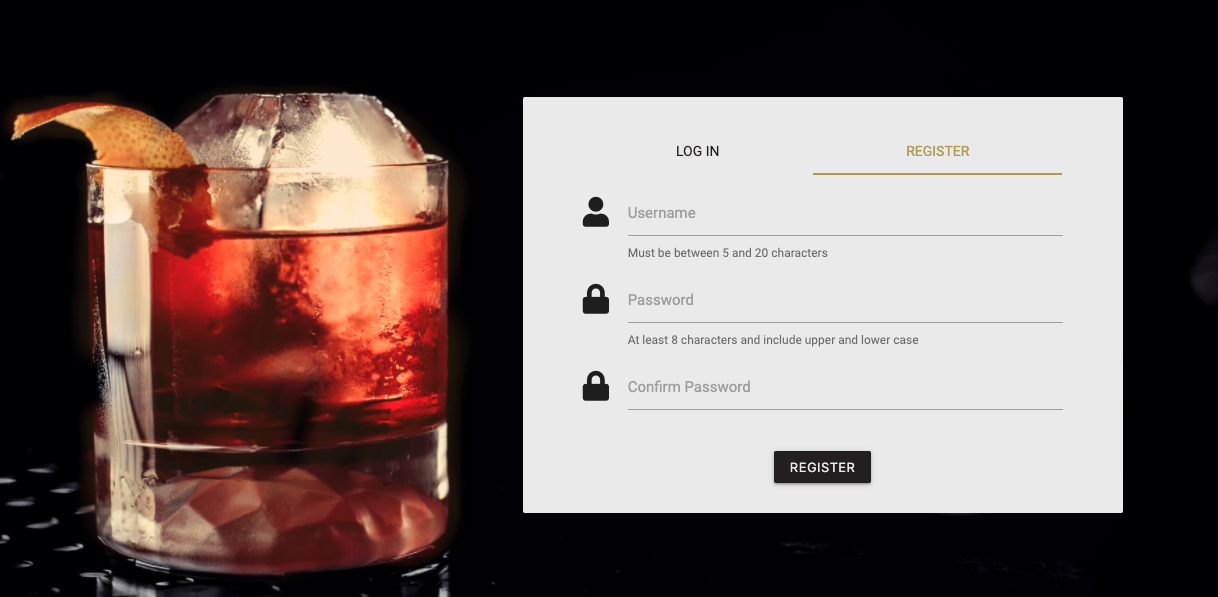 LOG IN
REGISTER
Username
Must be between 5 and 20 characters
Password
At least 8 characters and include upper and lower case
Confirm Password
REGISTER